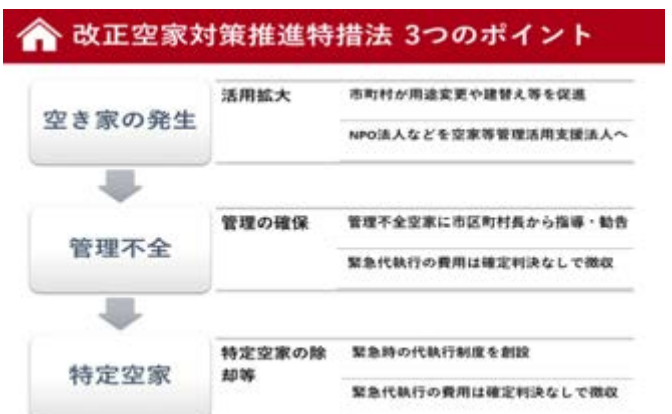 改正空家対策推進特措法 3つのポイント
空き家の発生
活用拡大
市町村が用途変更や建替え等を促進
NPO法人などを空家等管理活用支援法人へ
管理不全
管理の確保
管理不全空家に市区町村長から指導・勧告
緊急代執行の費用は確定判決なしで徴収
特定空家
特定空家の除
却等
緊急時の代執行制度を創設
緊急代執行の費用は確定判決なしで徴収